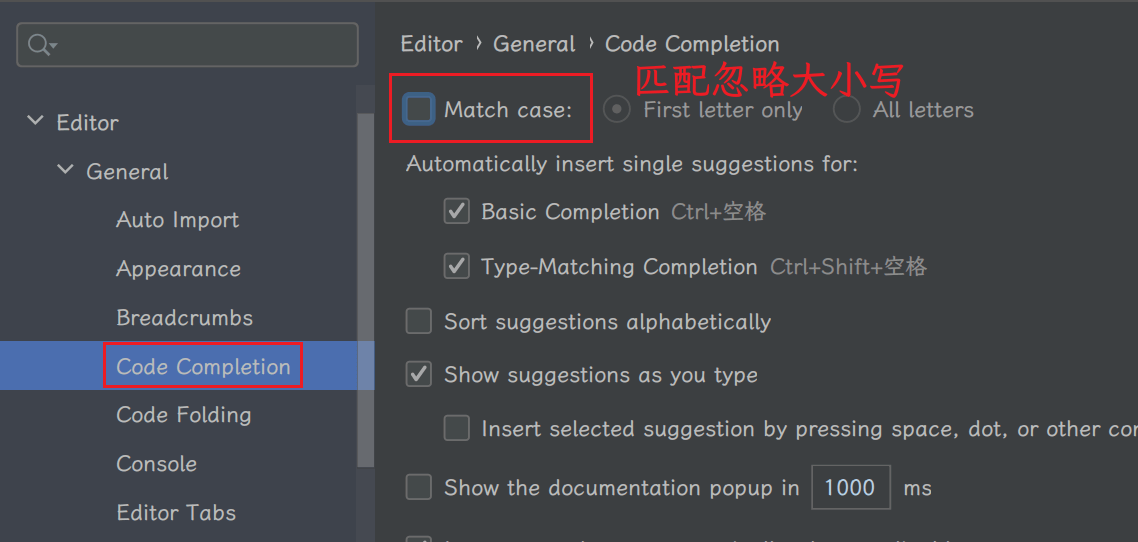 Editor › General › Code Completion
匹配忽略大小写
Match case: First letter only All letters
Automatically insert single suggestions for:
Basic Completion Ctrl+空格
Type-Matching Completion Ctrl+Shift+空格
Sort suggestions alphabetically
Show suggestions as you type
Insert selected suggestion by pressing space, dot, or other
Show the documentation popup in 1000 ms
Editor
General
Auto Import
Appearance
Breadcrumbs
Code Completion
Code Folding
Console
Editor Tabs